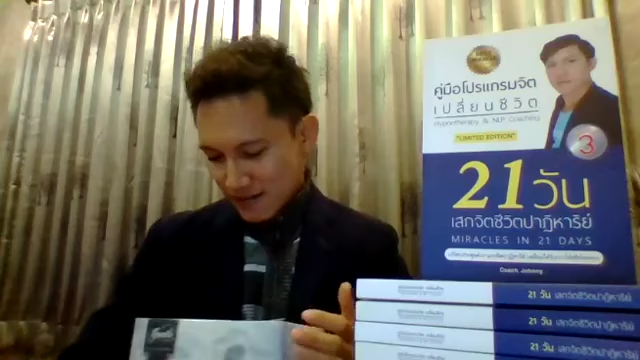 คู่มือโปรแกรมจิต
เปลี่ยนชีวิต
Hypnotherapy & NLP Coaching
"LIMITED EDITION"
3
21 วัน
เสกจิตชีวิตปาฏิหาริย์
MIRACLES IN 21 DAYS
Coach Johnny
21 วัน เสกจิตชีวิตปาฏิหาริย์
21 วัน เสกจิตชีวิตปาฏิหาริย์
21 วัน เสกจิตชีวิตปาฏิหาริย์